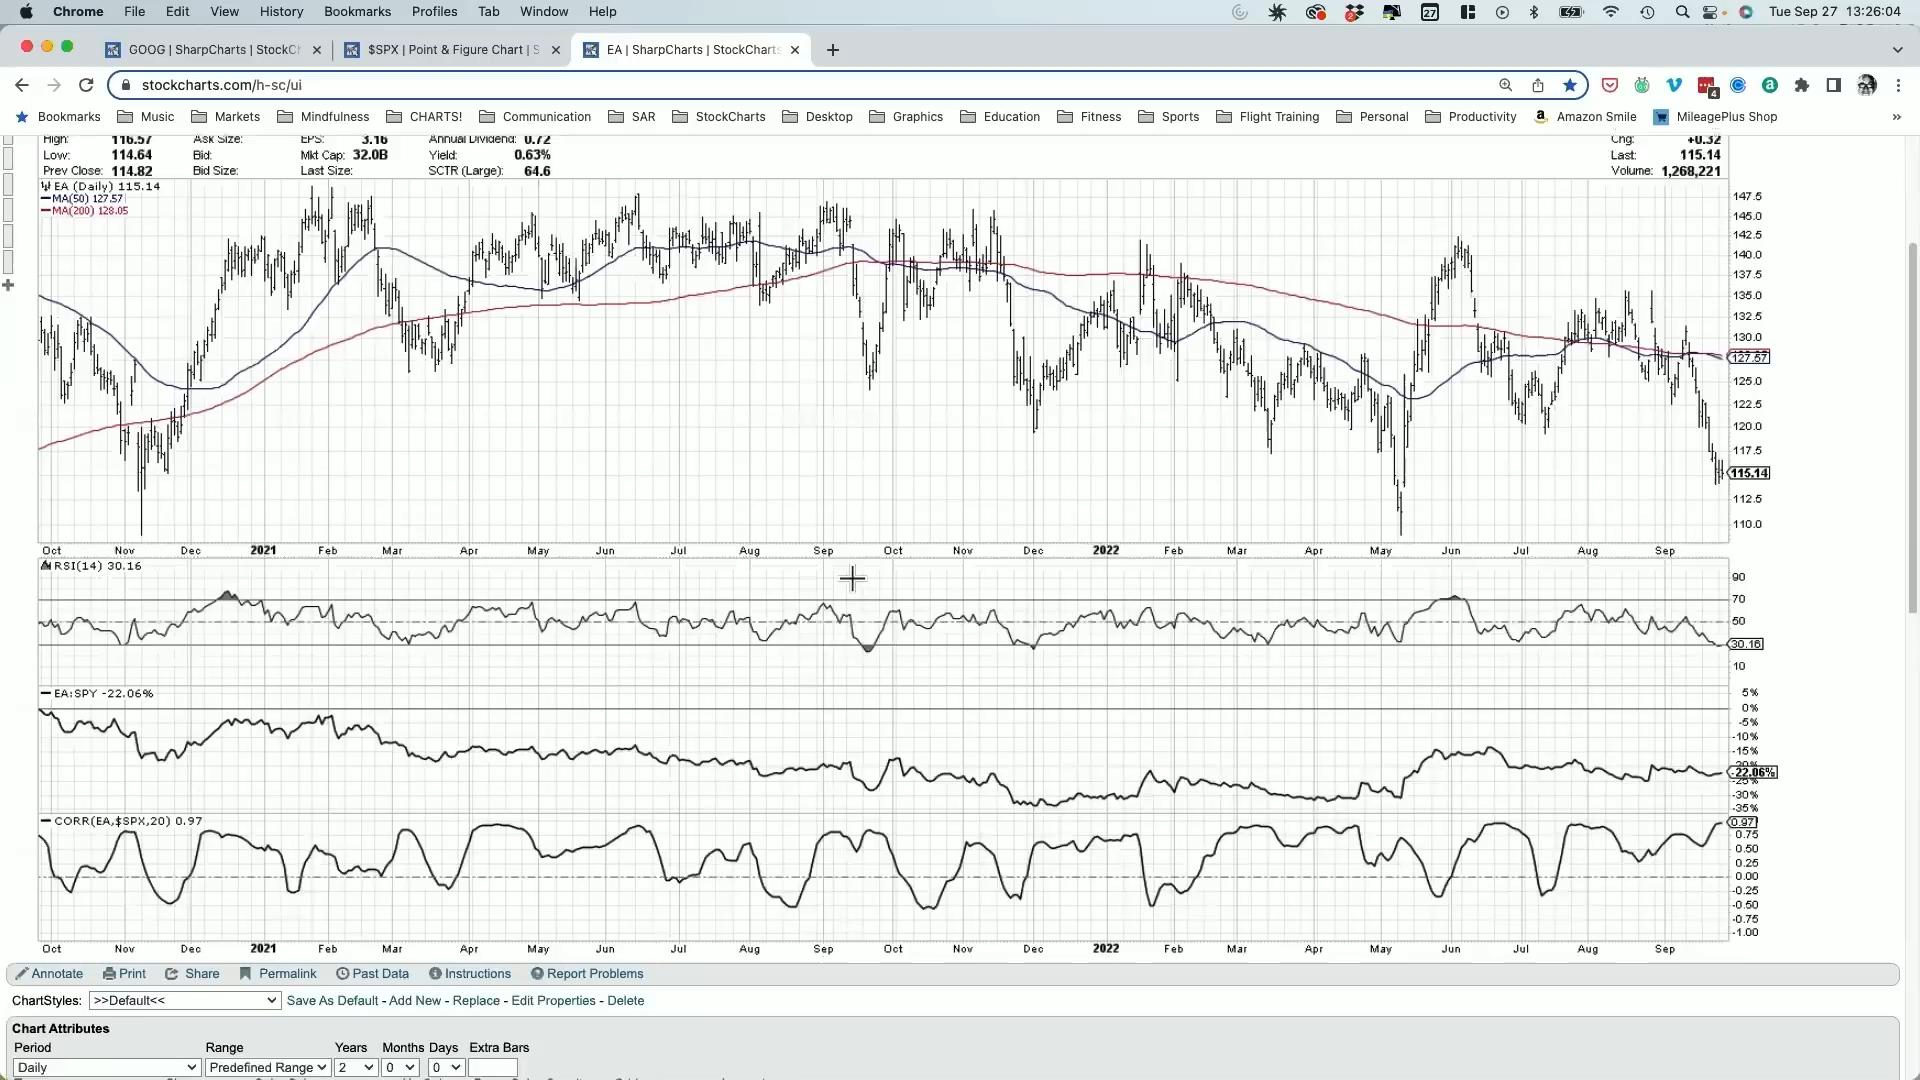 Chrome File Edit View History Bookmarks Profiles Tab Window Help 2 27 Tue Sep 27 13:26:04
GOOG | SharpCharts | StockCh $SPX | Point & Figure Chart | S EA | SharpCharts | StockCharts
stockcharts.com/h-sc/ui 4
Bookmarks Music Markets Mindfulness CHARTS! Communication SAR StockCharts Desktop Graphics Education Fitness Sports Flight Training Personal Productivity Amazon Smile MileagePlus Shop »
High: 116.57 Ask Size: EPS: 3.16 Annual Dividend: 0.72 Chg: +0.32
Low: 114.64 Bid: Mkt Cap: 32.0B Yield: 0.63% Last: 115.14
Prev Close: 114.82 Bid Size: Last Size: SCTR (Large): 64.6 Volume: 1,268,221
EA (Daily) 115.14
MA(50) 127.57
MA(200) 128.05
147.5
145.0
142.5
140.0
137.5
135.0
132.5
130.0
127.57
125.0
122.5
120.0
117.5
115.14
112.5
110.0
Oct Nov Dec 2021 Feb Mar Apr May Jun Jul Aug Sep Oct Nov Dec 2022 Feb Mar Apr May Jun Jul Aug Sep
RSI(14) 30.16
90
70
50
30.16
10
EA:SPY -22.06%
5%
0%
-5%
-10%
-15%
-22.06%
-30%
-35%
CORR(EA,$SPX,20) 0.97
0.97
0.75
0.50
0.25
0.00
-0.25
-0.50
-0.75
-1.00
Oct Nov Dec 2021 Feb Mar Apr May Jun Jul Aug Sep Oct Nov Dec 2022 Feb Mar Apr May Jun Jul Aug Sep
Annotate Print Share Permalink Past Data Instructions Report Problems
ChartStyles: >>Default<< Save As Default - Add New - Replace - Edit Properties - Delete
Chart Attributes
Period Range Years Months Days Extra Bars
Daily Predefined Range 2 0 0